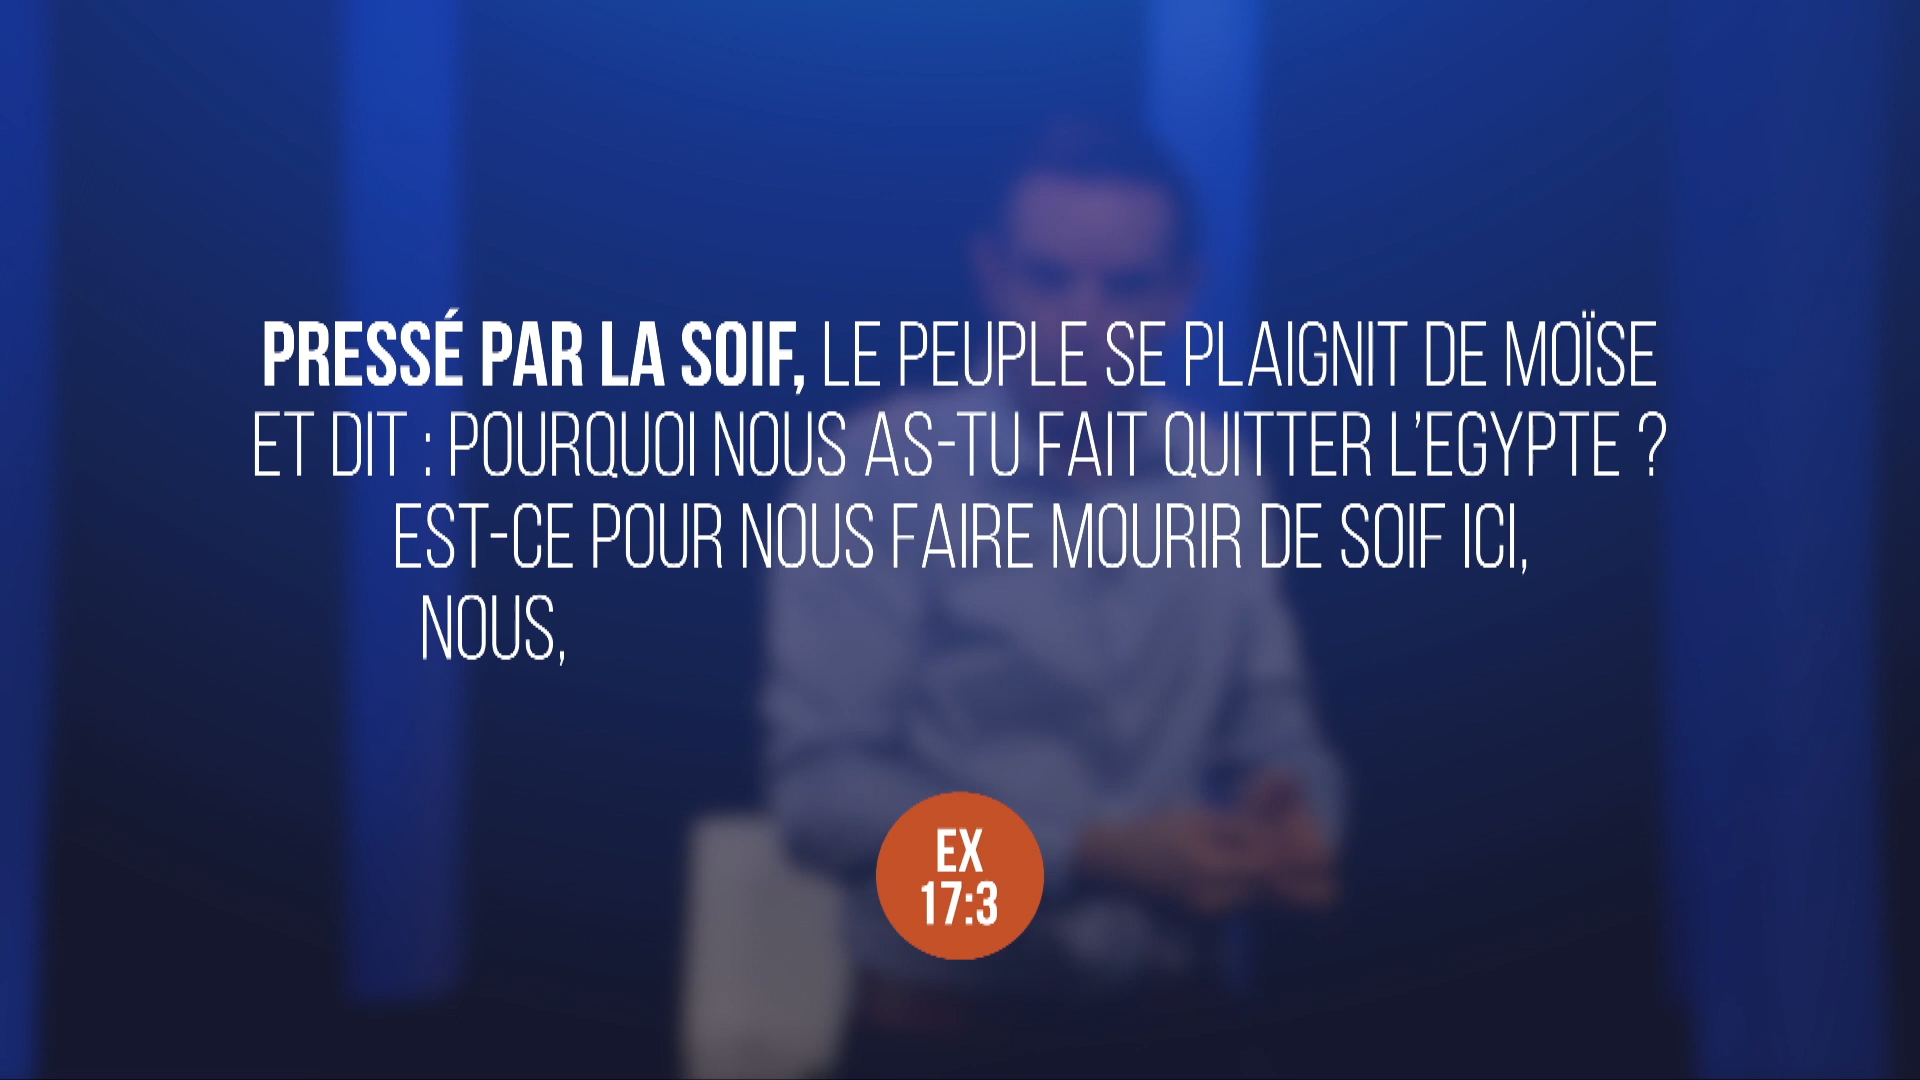 PRESSÉ PAR LA SOIF, LE PEUPLE SE PLAIGNIT DE MOÏSE
ET DIT : POURQUOI NOUS AS-TU FAIT QUITTER L’EGYPTE ?
EST-CE POUR NOUS FAIRE MOURIR DE SOIF ICI,
NOUS,
EX
17:3